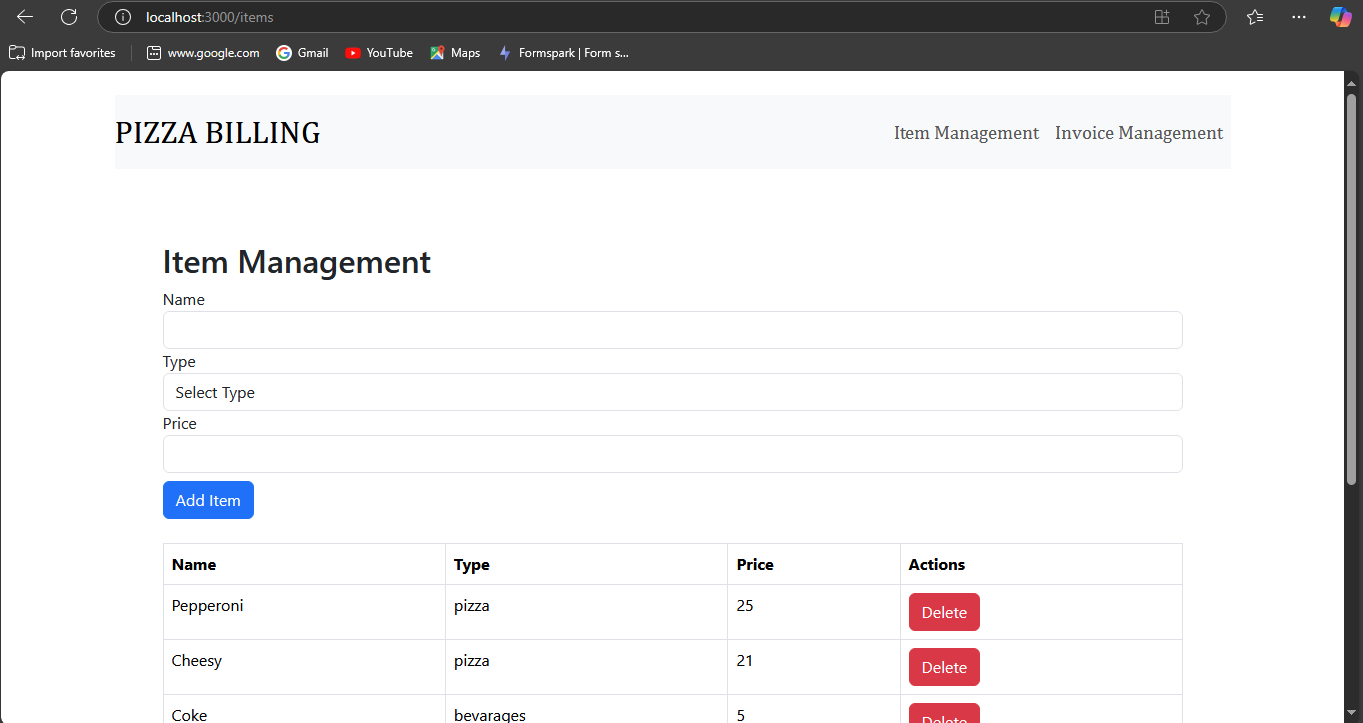 localhost:3000/items
Import favorites www.google.com Gmail YouTube Maps Formspark | Form s...
PIZZA BILLING Item Management Invoice Management
Item Management
Name
Type
Select Type
Price
Add Item
Name Type Price Actions
Pepperoni pizza 25 Delete
Cheesy pizza 21 Delete
Coke bevarages 5 Delete